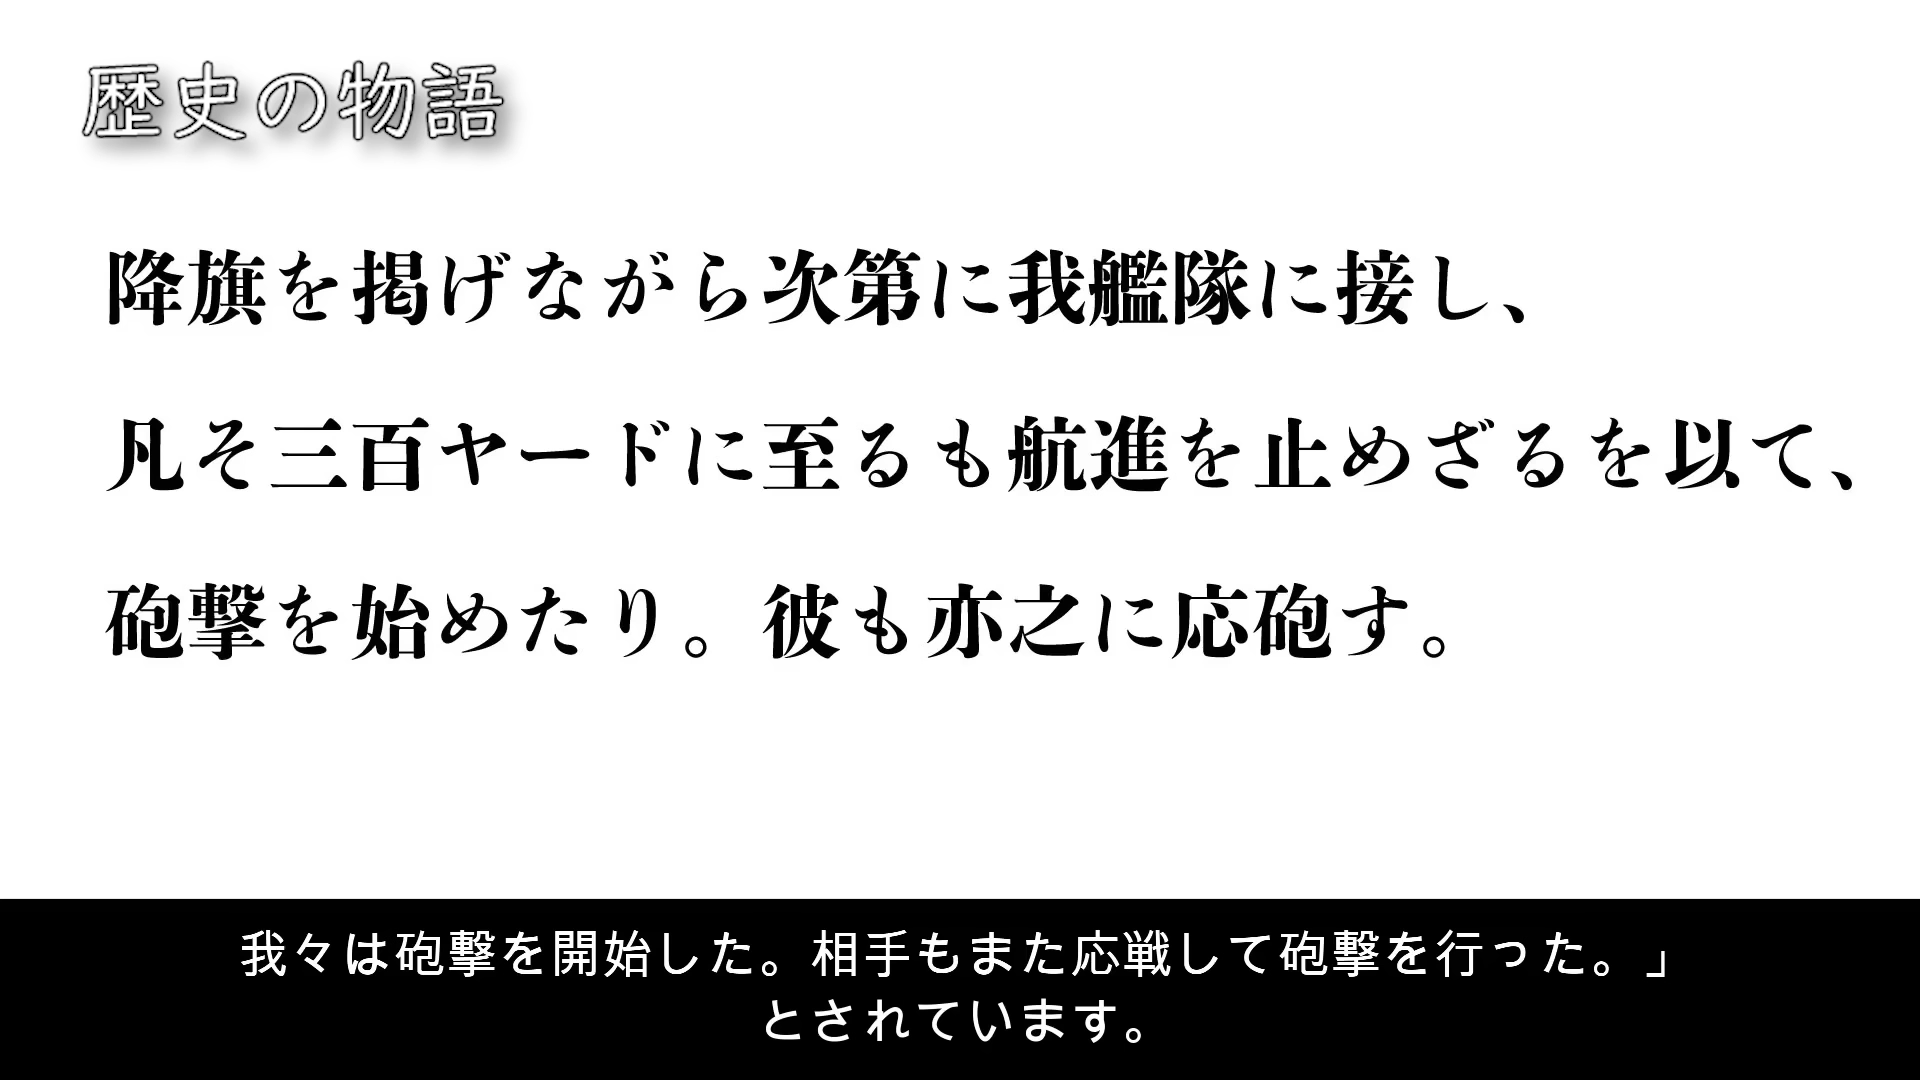 歴史の物語
降旗を掲げながら次第に我艦隊に接し、
凡そ三百ヤードに至るも航進を止めざるを以て、
砲撃を始めたり。彼も亦之に応砲す。
我々は砲撃を開始した。相手もまた応戦して砲撃を行った。」
とされています。